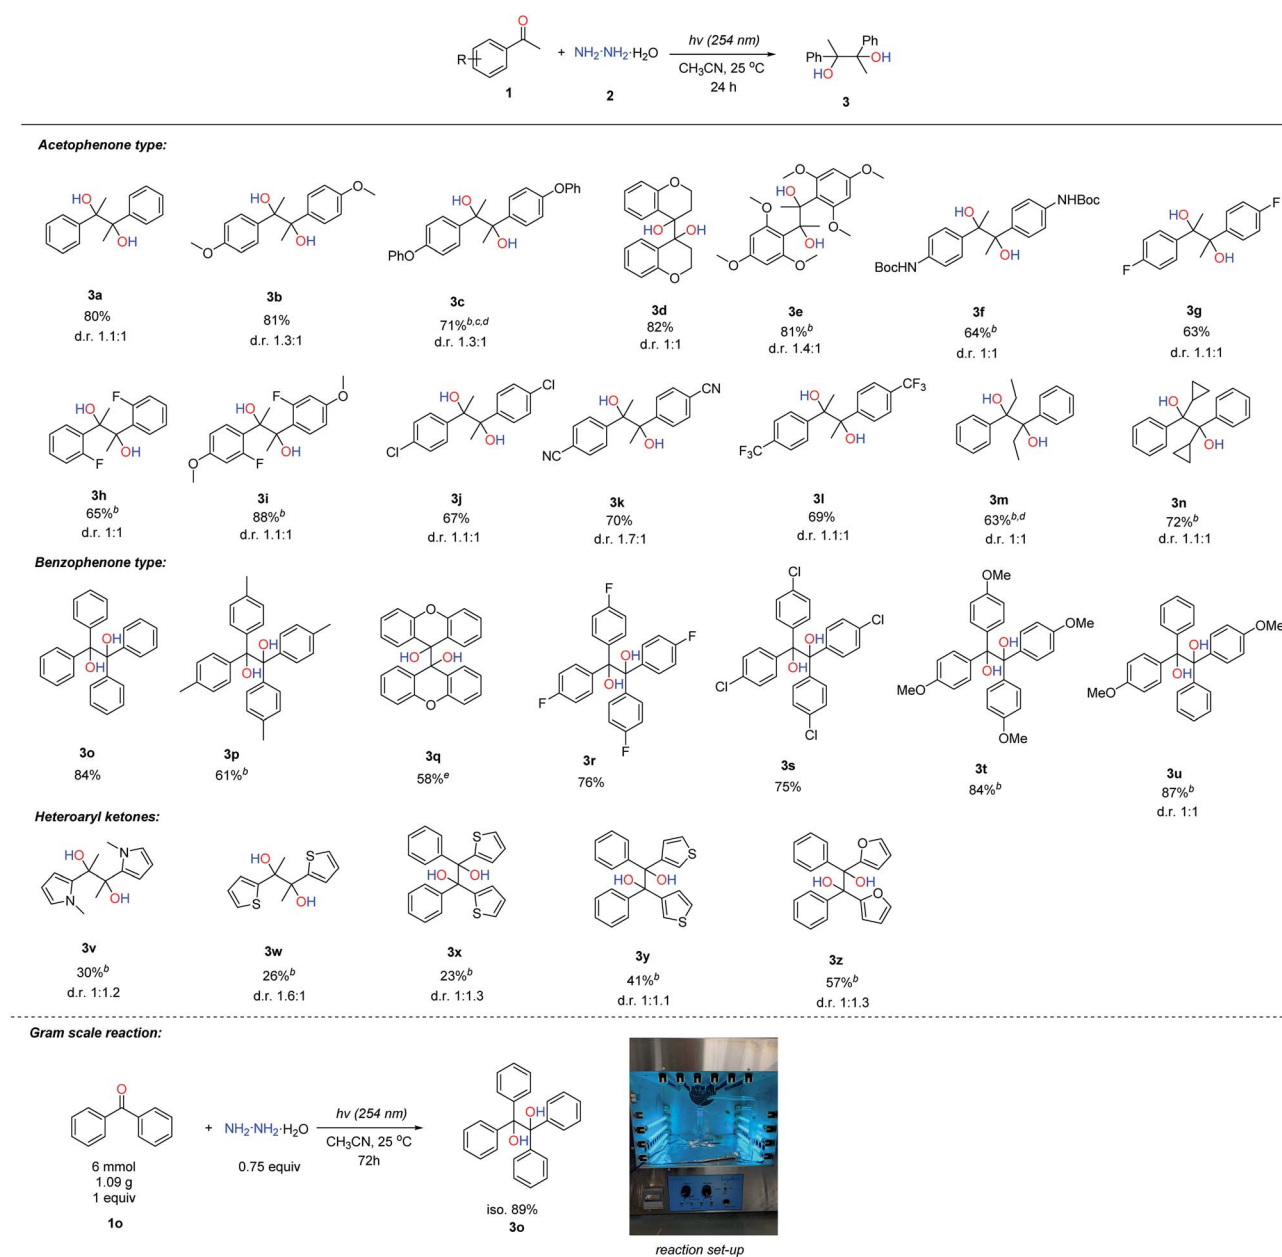 O
R
1
+
NH2-NH2·H2O
2
hv (254 nm)
CH3CN, 25 °C
24 h
Ph
Ph
OH
HO
3
Acetophenone type:
HO
OH
3a
80%
d.r. 1.1:1
HO
O
O
OH
3b
81%
d.r. 1.3:1
HO
OPh
PhO
OH
3c
71%b,c,d
d.r. 1.3:1
O
HO
OH
O
3d
82%
d.r. 1:1
O
O
HO
O
O
OH
O
O
3e
81%b
d.r. 1.4:1
HO
NHBoc
BocHN
OH
3f
64%b
d.r. 1:1
HO
F
F
OH
3g
63%
d.r. 1.1:1
HO
F
OH
F
3h
65%b
d.r. 1:1
HO
F
O
O
F
OH
3i
88%b
d.r. 1.1:1
HO
Cl
Cl
OH
3j
67%
d.r. 1.1:1
HO
CN
NC
OH
3k
70%
d.r. 1.7:1
HO
CF3
F3C
OH
3l
69%
d.r. 1.1:1
HO
OH
3m
63%b,d
d.r. 1:1
HO
OH
3n
72%b
d.r. 1.1:1
Benzophenone type:
OH
HO
3o
84%
OH
OH
3p
61%b
O
OH
OH
O
3q
58%e
F
F
OH
OH
F
F
3r
76%
Cl
Cl
OH
OH
Cl
Cl
3s
75%
OMe
OMe
OH
OH
MeO
OMe
3t
84%b
OMe
OH
OH
MeO
3u
87%b
d.r. 1:1
Heteroaryl ketones:
HO
N
N
OH
3v
30%b
d.r. 1:1.2
HO
S
S
OH
3w
26%b
d.r. 1.6:1
S
HO
OH
S
3x
23%b
d.r. 1:1.3
S
HO
OH
S
3y
41%b
d.r. 1:1.1
O
HO
OH
O
3z
57%b
d.r. 1:1.3
Gram scale reaction:
O
6 mmol
1.09 g
1 equiv
1o
+
NH2-NH2·H2O
0.75 equiv
hv (254 nm)
CH3CN, 25 °C
72h
OH
OH
iso. 89%
3o
reaction set-up